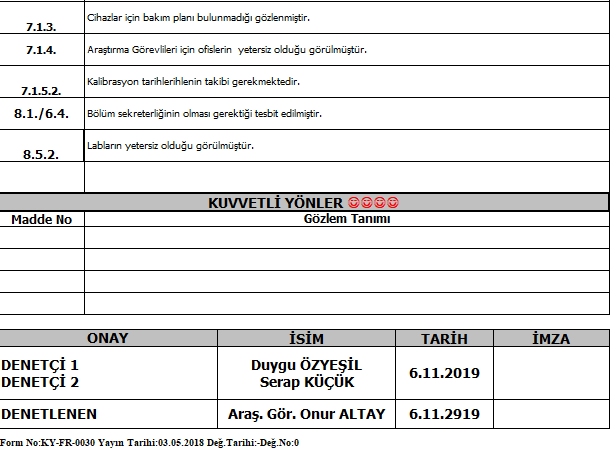 7.1.3. Cihazlar için bakım planı bulunmadığı gözlenmiştir.
7.1.4. Araştırma Görevlileri için ofislerin yetersiz olduğu görülmüştür.
7.1.5.2. Kalibrasyon tarihlerihlenin takibi gerekmektedir.
8.1./6.4. Bölüm sekreterliğinin olması gerektiği tesbit edilmiştir.
8.5.2. Labların yetersiz olduğu görülmüştür.
KUVVETLİ YÖNLER ☺☺☺☺
Madde No Gözlem Tanımı
ONAY İSİM TARİH İMZA
DENETÇİ 1 Duygu ÖZYEŞİL
DENETÇİ 2 Serap KÜÇÜK 6.11.2019
DENETLENEN Araş. Gör. Onur ALTAY 6.11.2919
Form No:KY-FR-0030 Yayın Tarihi:03.05.2018 Değ.Tarihi:-Değ.No:0